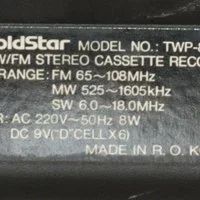 oldStar MODEL NO.: TWP-
W/FM STEREO CASSETTE RECO
RANGE: FM 65~108MHz
MW 525~1605kHz
SW 6.0~18.0MHz
R: AC 220V~50Hz 8W
DC 9V("D"CELL X 6)
MADE IN R. O. K